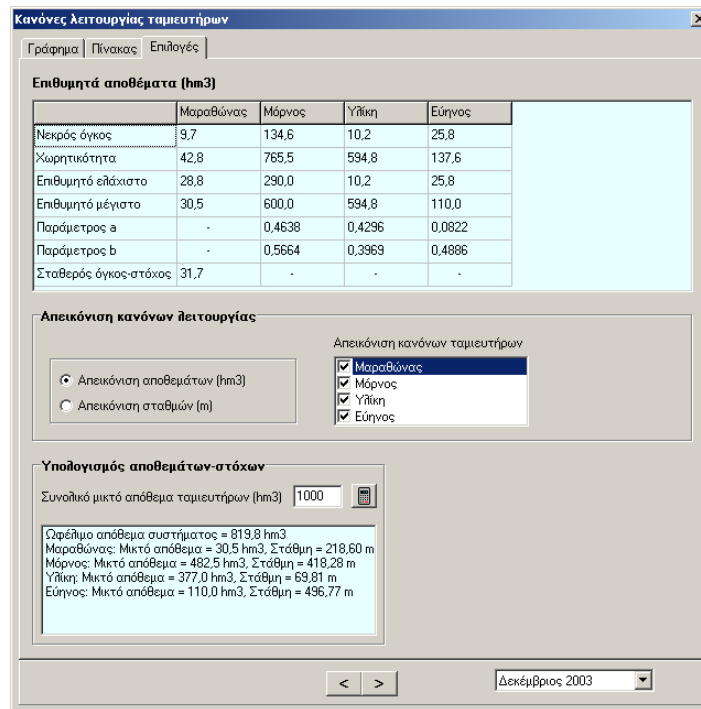 Κανόνες λειτουργίας ταμιευτήρων
Γράφημα Πίνακας Επιλογές
Επιθυμητά αποθέματα (hm3)
Μαραθώνας Μόρνος Υλίκη Εύηνος
Νεκρός όγκος 9,7 134,6 10,2 25,8
Χωρητικότητα 42,8 765,5 594,8 137,6
Επιθυμητό ελάχιστο 28,8 290,0 10,2 25,8
Επιθυμητό μέγιστο 30,5 600,0 594,8 110,0
Παράμετρος a - 0,4638 0,4296 0,0822
Παράμετρος b - 0,5664 0,3969 0,4886
Σταθερός όγκος-στόχος 31,7 - - -
Απεικόνιση κανόνων λειτουργίας
Απεικόνιση κανόνων ταμιευτήρων
Απεικόνιση αποθεμάτων (hm3)
Απεικόνιση σταθμών (m)
Μαραθώνας
Μόρνος
Υλίκη
Εύηνος
Υπολογισμός αποθεμάτων-στόχων
Συνολικό μικτό απόθεμα ταμιευτήρων (hm3) 1000
Ωφέλιμο απόθεμα συστήματος = 819,8 hm3
Μαραθώνας: Μικτό απόθεμα = 30,5 hm3, Στάθμη = 218,60 m
Μόρνος: Μικτό απόθεμα = 482,5 hm3, Στάθμη = 418,28 m
Υλίκη: Μικτό απόθεμα = 377,0 hm3, Στάθμη = 69,81 m
Εύηνος: Μικτό απόθεμα = 110,0 hm3, Στάθμη = 496,77 m
< > Δεκέμβριος 2003